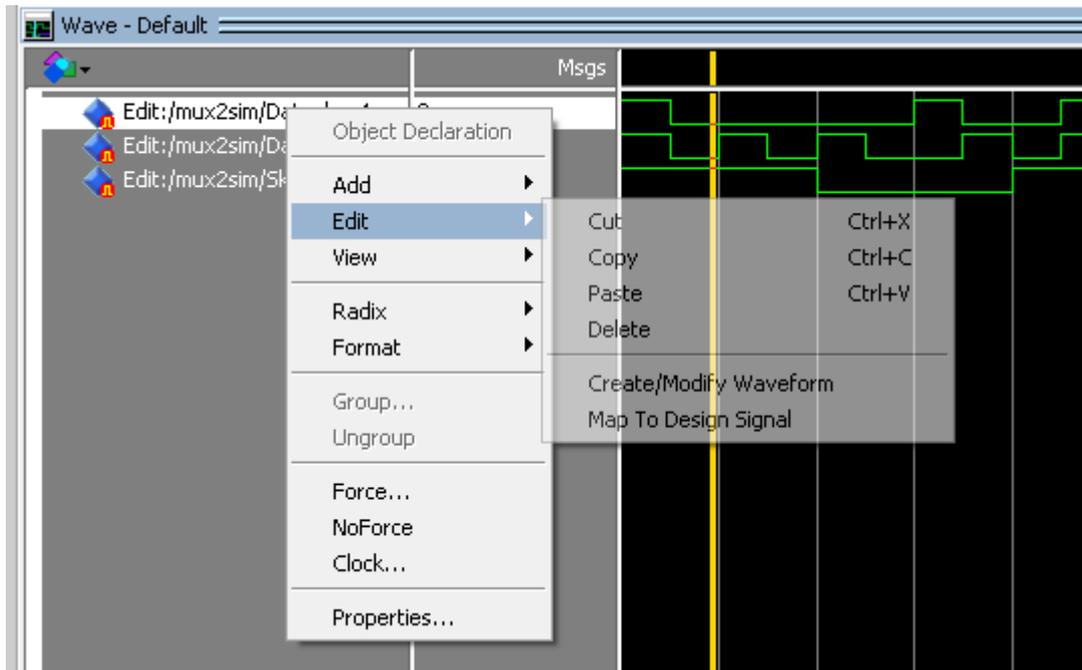 Wave - Default
Msgs
Edit:/mux2sim/Da
Edit:/mux2sim/Da
Edit:/mux2sim/Sk
Object Declaration
Add
Edit
View
Radix
Format
Group...
Ungroup
Force...
NoForce
Clock...
Properties...
Cut Ctrl+X
Copy Ctrl+C
Paste Ctrl+V
Delete
Create/Modify Waveform
Map To Design Signal